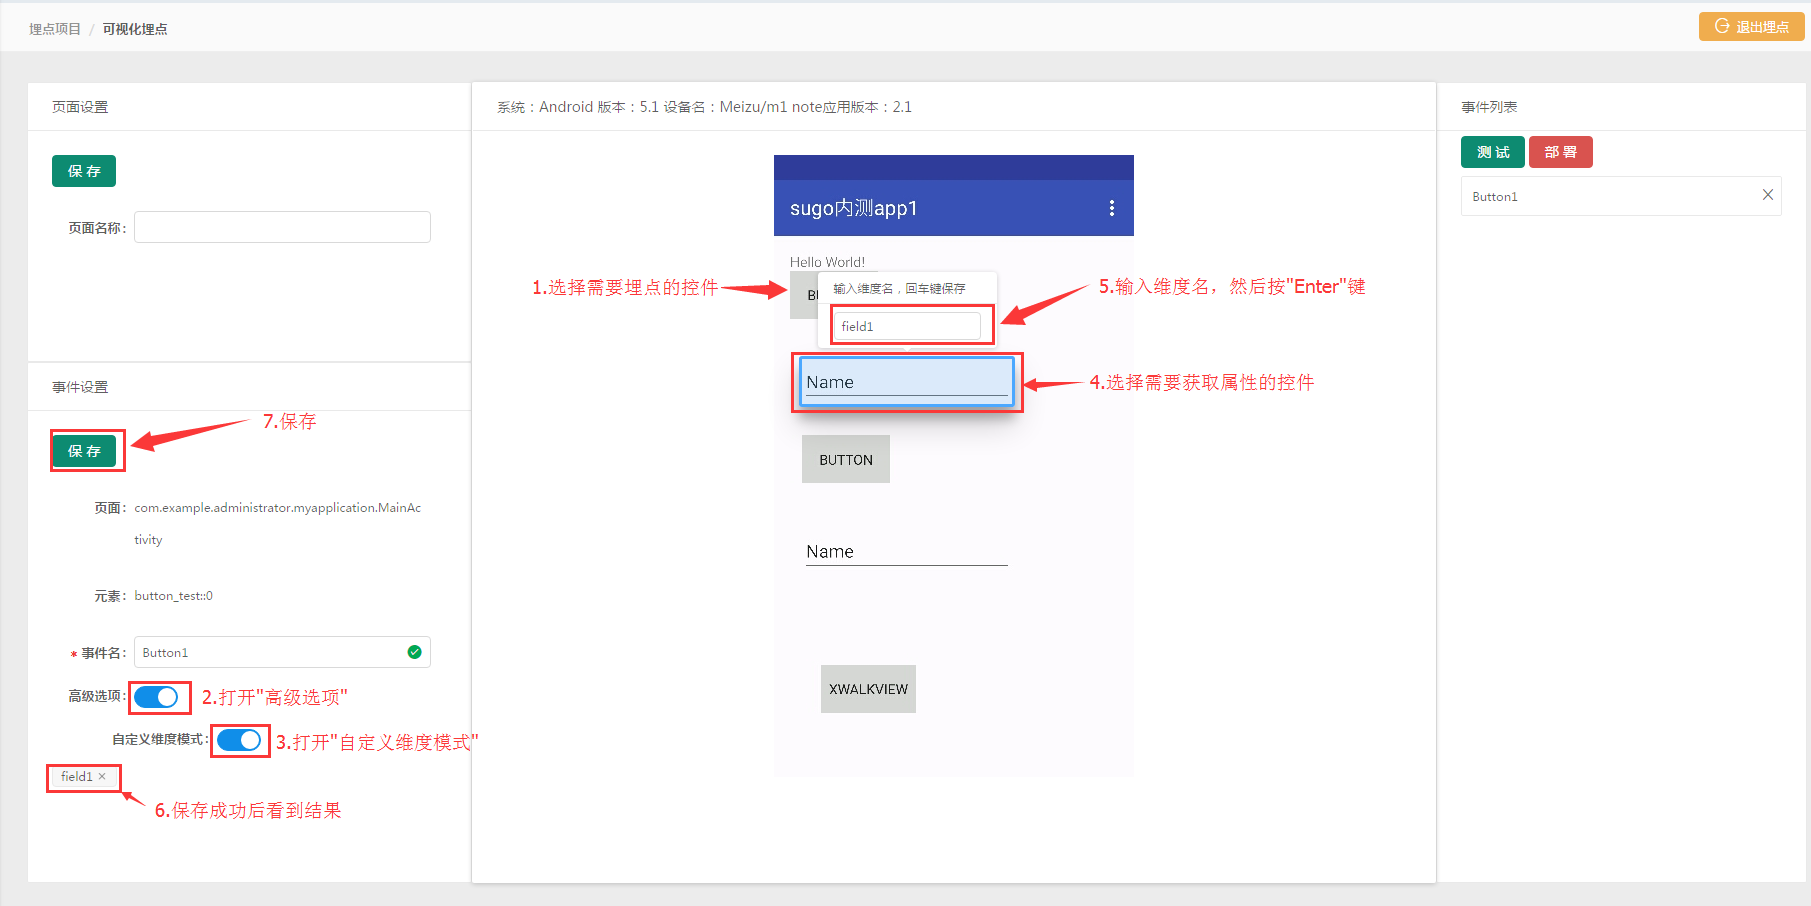 埋点项目 / 可视化埋点
退出埋点
页面设置
保 存
页面名称：
系统：Android 版本：5.1 设备名：Meizu/m1 note应用版本：2.1
sugo内测app1
Hello World!
BU
输入维度名，回车键保存
field1
Name
BUTTON
Name
XWALKVIEW
1.选择需要埋点的控件
5.输入维度名，然后按"Enter"键
4.选择需要获取属性的控件
事件列表
测 试
部 署
Button1
事件设置
7.保存
保 存
页面：com.example.administrator.myapplication.MainAc
tivity
元素：button_test::0
* 事件名：Button1
高级选项：
2.打开"高级选项"
自定义维度模式：
3.打开"自定义维度模式"
field1 ×
6.保存成功后看到结果